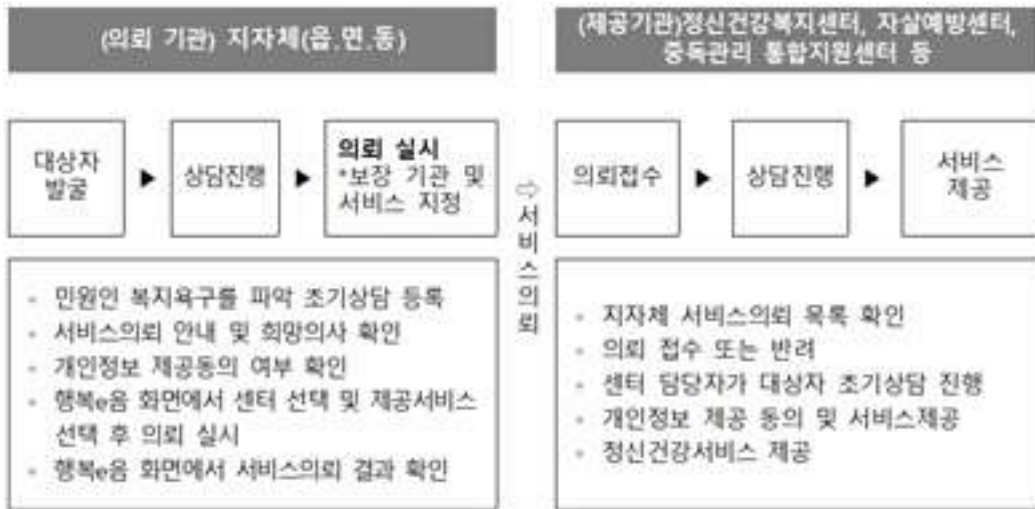 (의뢰 기관) 지자체(읍.면.동)
(제공기관)정신건강복지센터, 자살예방센터,
중독관리 통합지원센터 등
대상자
발굴
▶
상담진행
▶
의뢰 실시
*보장 기관 및
서비스 지정
⇨
서
비
스
의
뢰
의뢰접수
▶
상담진행
▶
서비스
제공
- 민원인 복지욕구를 파악 초기상담 등록
- 서비스의뢰 안내 및 희망의사 확인
- 개인정보 제공동의 여부 확인
- 행복e음 화면에서 센터 선택 및 제공서비스
선택 후 의뢰 실시
- 행복e음 화면에서 서비스의뢰 결과 확인
- 지자체 서비스의뢰 목록 확인
- 의뢰 접수 또는 반려
- 센터 담당자가 대상자 초기상담 진행
- 개인정보 제공 동의 및 서비스제공
- 정신건강서비스 제공